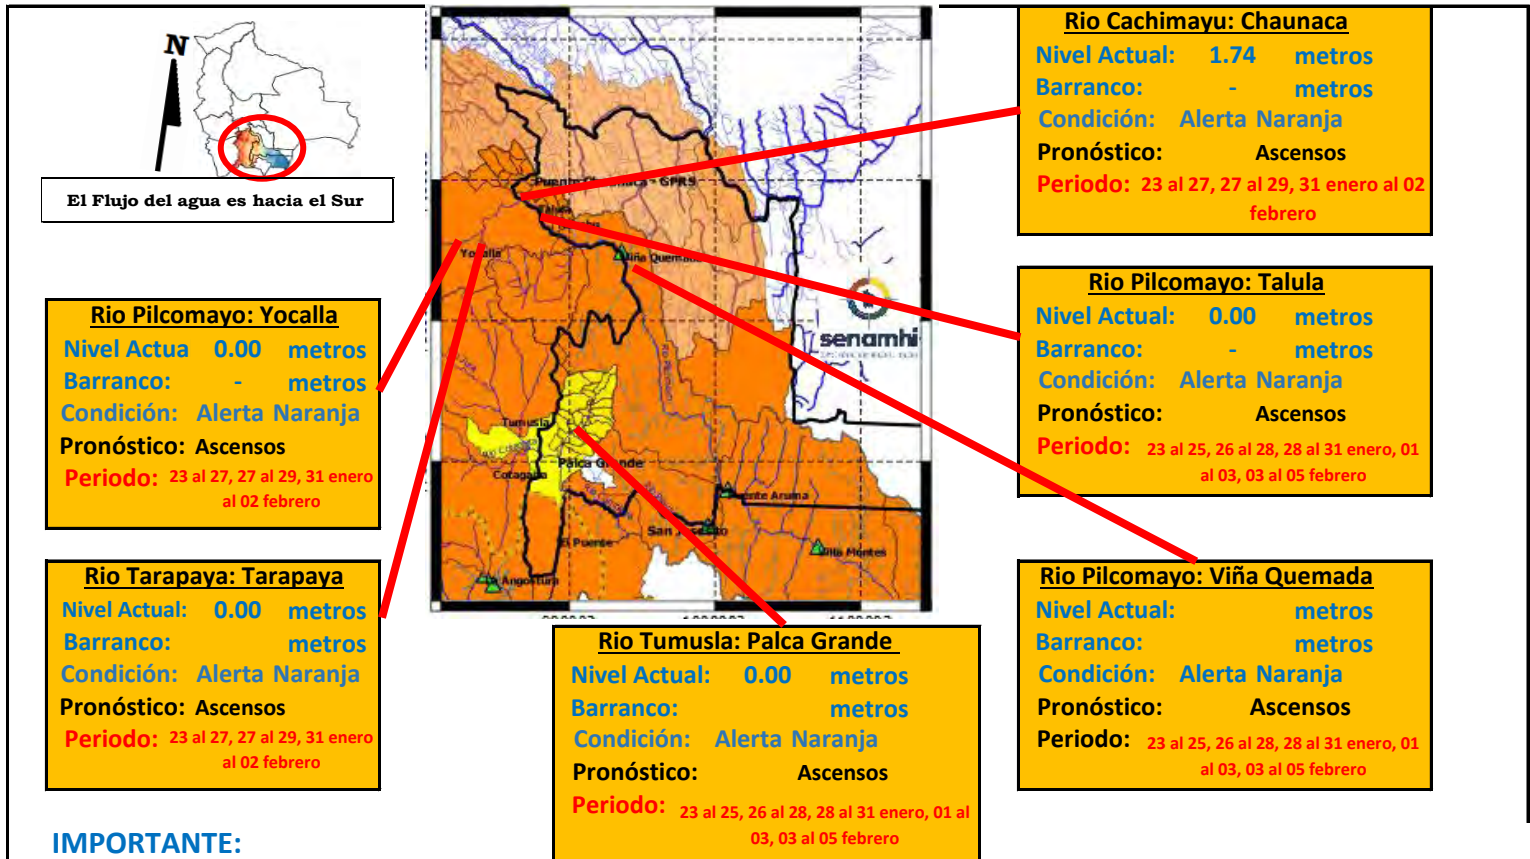 N
El Flujo del agua es hacia el Sur
Rio Pilcomayo: Yocalla
Nivel Actua 0.00 metros
Barranco: - metros
Condición: Alerta Naranja
Pronóstico: Ascensos
Periodo: 23 al 27, 27 al 29, 31 enero
al 02 febrero
Rio Tarapaya: Tarapaya
Nivel Actual: 0.00 metros
Barranco: metros
Condición: Alerta Naranja
Pronóstico: Ascensos
Periodo: 23 al 27, 27 al 29, 31 enero
al 02 febrero
IMPORTANTE:
Talula
Yocalla
Viña Quemada
senamhi
Tumusla
Palca Grande
Cotagaita
Puente Aruma
San Josecito
El Puente
Villa Montes
Angostura
Rio Tumusla: Palca Grande
Nivel Actual: 0.00 metros
Barranco: metros
Condición: Alerta Naranja
Pronóstico: Ascensos
Periodo: 23 al 25, 26 al 28, 28 al 31 enero, 01 al
03, 03 al 05 febrero
Rio Cachimayu: Chaunaca
Nivel Actual: 1.74 metros
Barranco: - metros
Condición: Alerta Naranja
Pronóstico: Ascensos
Periodo: 23 al 27, 27 al 29, 31 enero al 02
febrero
Rio Pilcomayo: Talula
Nivel Actual: 0.00 metros
Barranco: - metros
Condición: Alerta Naranja
Pronóstico: Ascensos
Periodo: 23 al 25, 26 al 28, 28 al 31 enero, 01
al 03, 03 al 05 febrero
Rio Pilcomayo: Viña Quemada
Nivel Actual: metros
Barranco: metros
Condición: Alerta Naranja
Pronóstico: Ascensos
Periodo: 23 al 25, 26 al 28, 28 al 31 enero, 01
al 03, 03 al 05 febrero